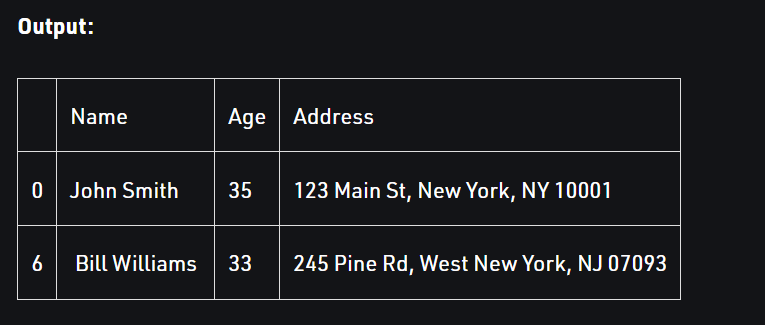 Output:
Name Age Address
0 John Smith 35 123 Main St, New York, NY 10001
6 Bill Williams 33 245 Pine Rd, West New York, NJ 07093